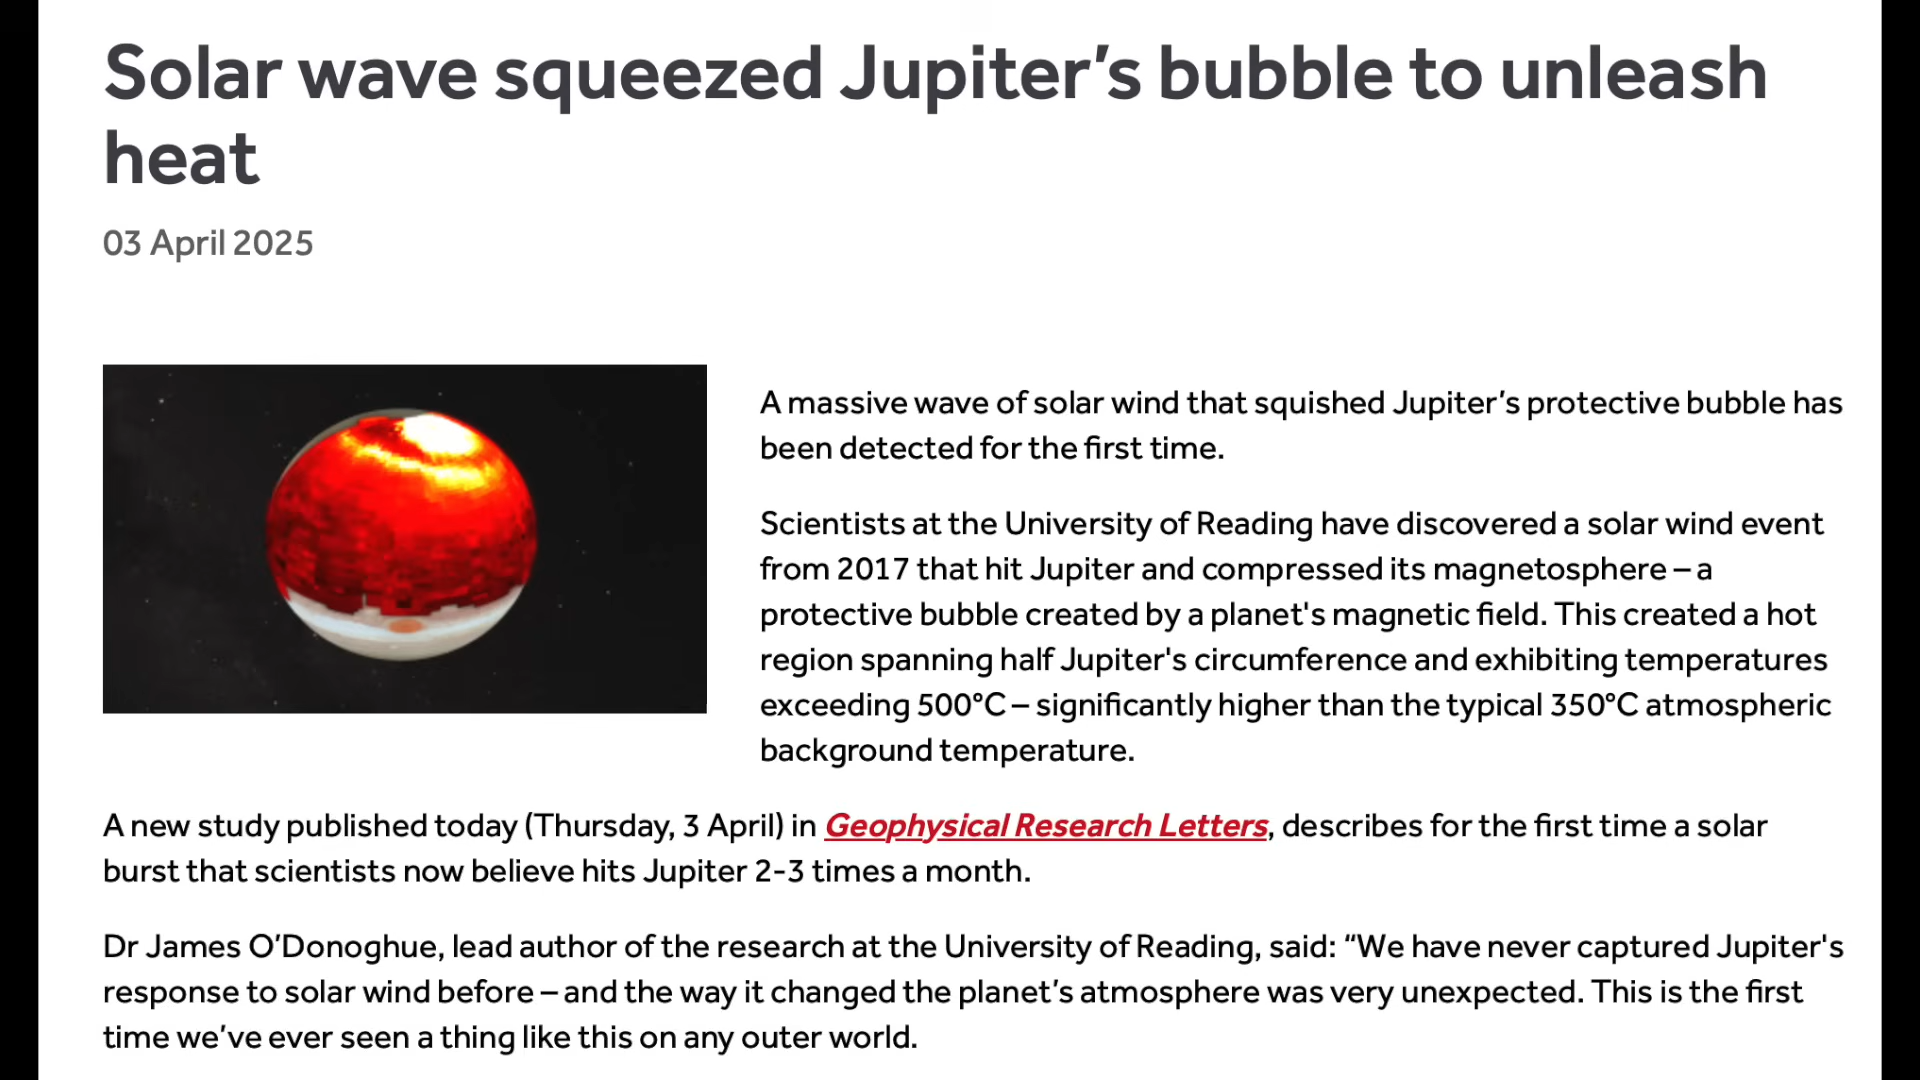 Solar wave squeezed Jupiter’s bubble to unleash
heat
03 April 2025
A massive wave of solar wind that squished Jupiter’s protective bubble has
been detected for the first time.
Scientists at the University of Reading have discovered a solar wind event
from 2017 that hit Jupiter and compressed its magnetosphere – a
protective bubble created by a planet's magnetic field. This created a hot
region spanning half Jupiter's circumference and exhibiting temperatures
exceeding 500°C – significantly higher than the typical 350°C atmospheric
background temperature.
A new study published today (Thursday, 3 April) in Geophysical Research Letters, describes for the first time a solar
burst that scientists now believe hits Jupiter 2-3 times a month.
Dr James O’Donoghue, lead author of the research at the University of Reading, said: “We have never captured Jupiter's
response to solar wind before – and the way it changed the planet’s atmosphere was very unexpected. This is the first
time we’ve ever seen a thing like this on any outer world.